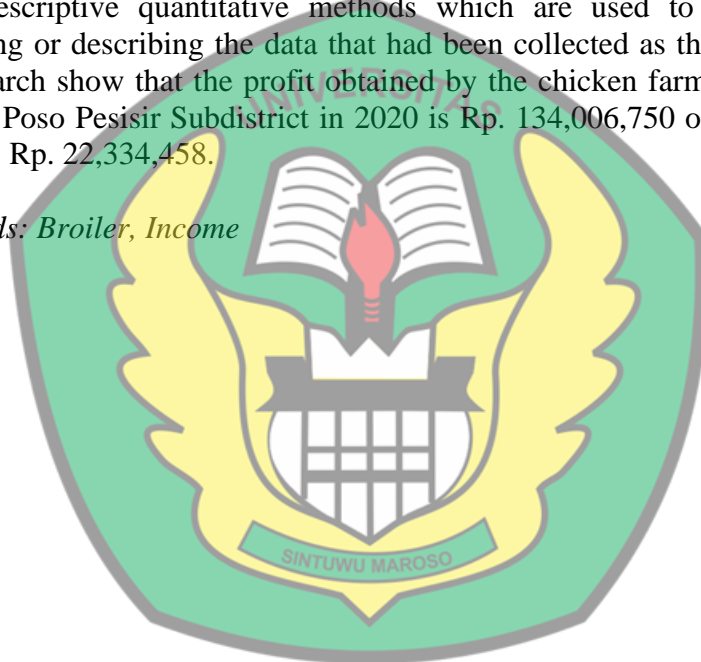 escriptive quantitative methods which are used to
ng or describing the data that had been collected as th
arch show that the profit obtained by the chicken farm
UNIVERSITAS
Poso Pesisir Subdistrict in 2020 is Rp. 134,006,750 o
Rp. 22,334,458.
ds: Broiler, Income
SINTUWU MAROSO